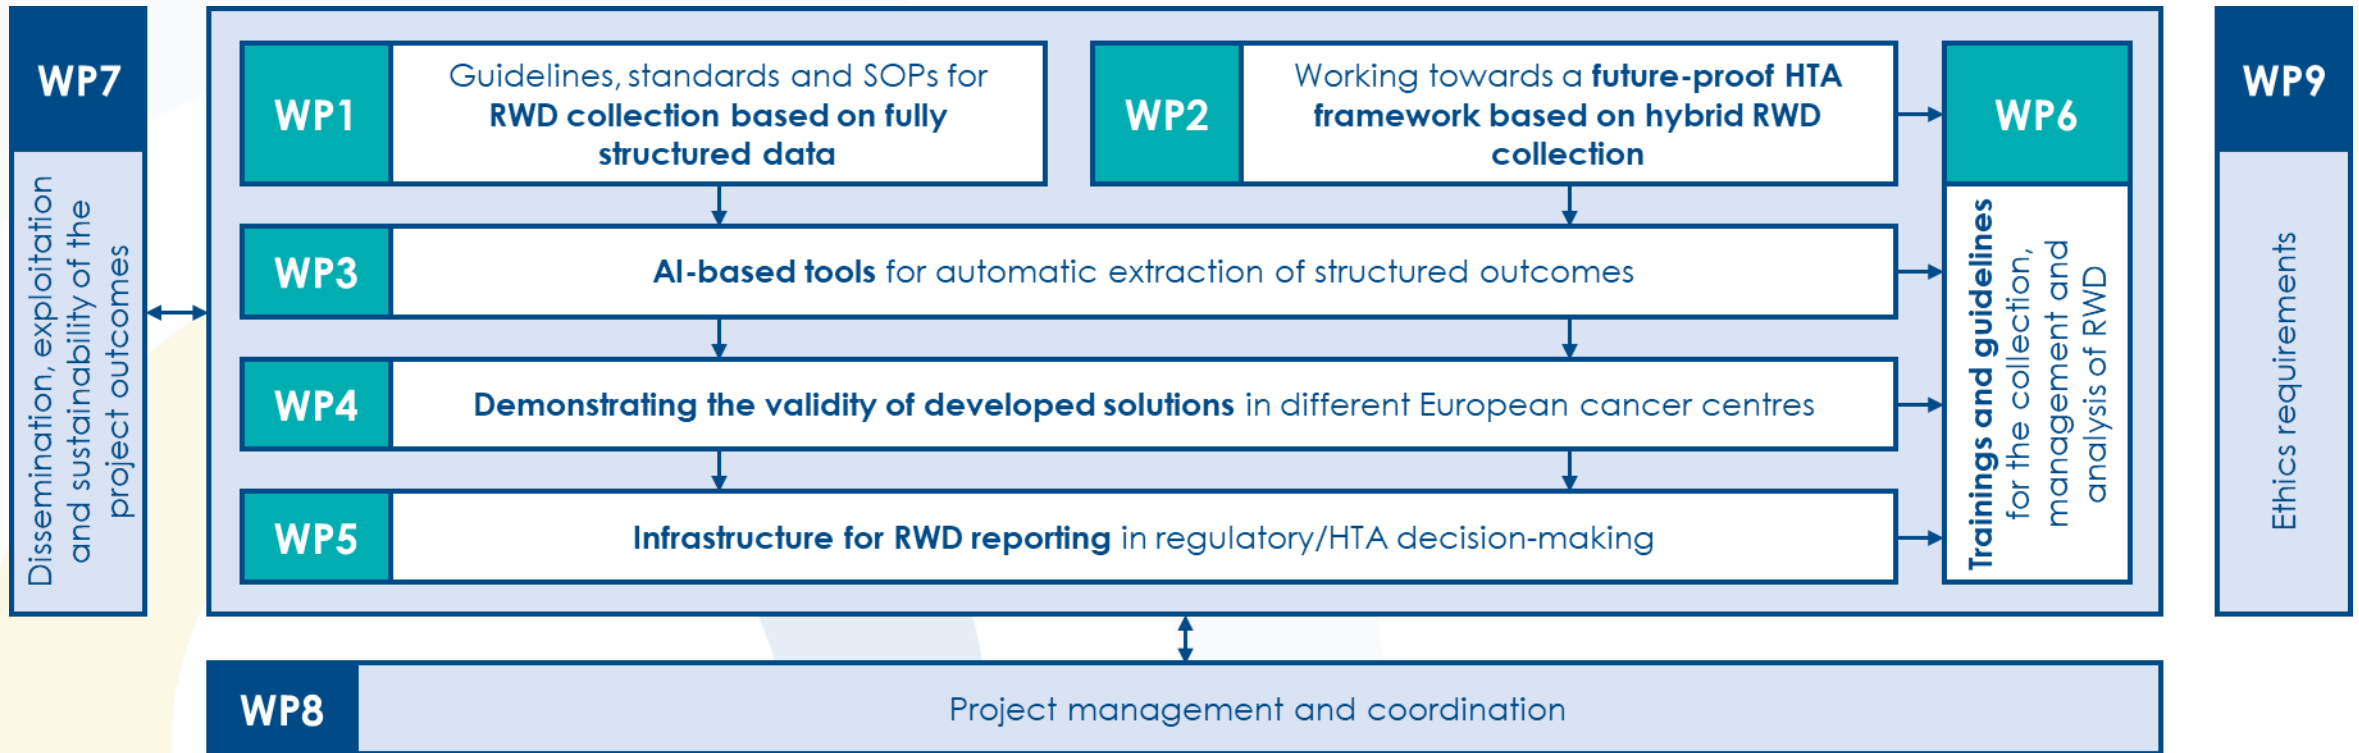 WP7
Dissemination, exploitation
and sustainability of the
project outcomes
WP1
Guidelines, standards and SOPs for
RWD collection based on fully
structured data
WP2
Working towards a future-proof HTA
framework based on hybrid RWD
collection
WP3
AI-based tools for automatic extraction of structured outcomes
WP4
Demonstrating the validity of developed solutions in different European cancer centres
WP5
Infrastructure for RWD reporting in regulatory/HTA decision-making
WP6
Trainings and guidelines
for the collection,
management and
analysis of RWD
WP9
Ethics requirements
WP8
Project management and coordination